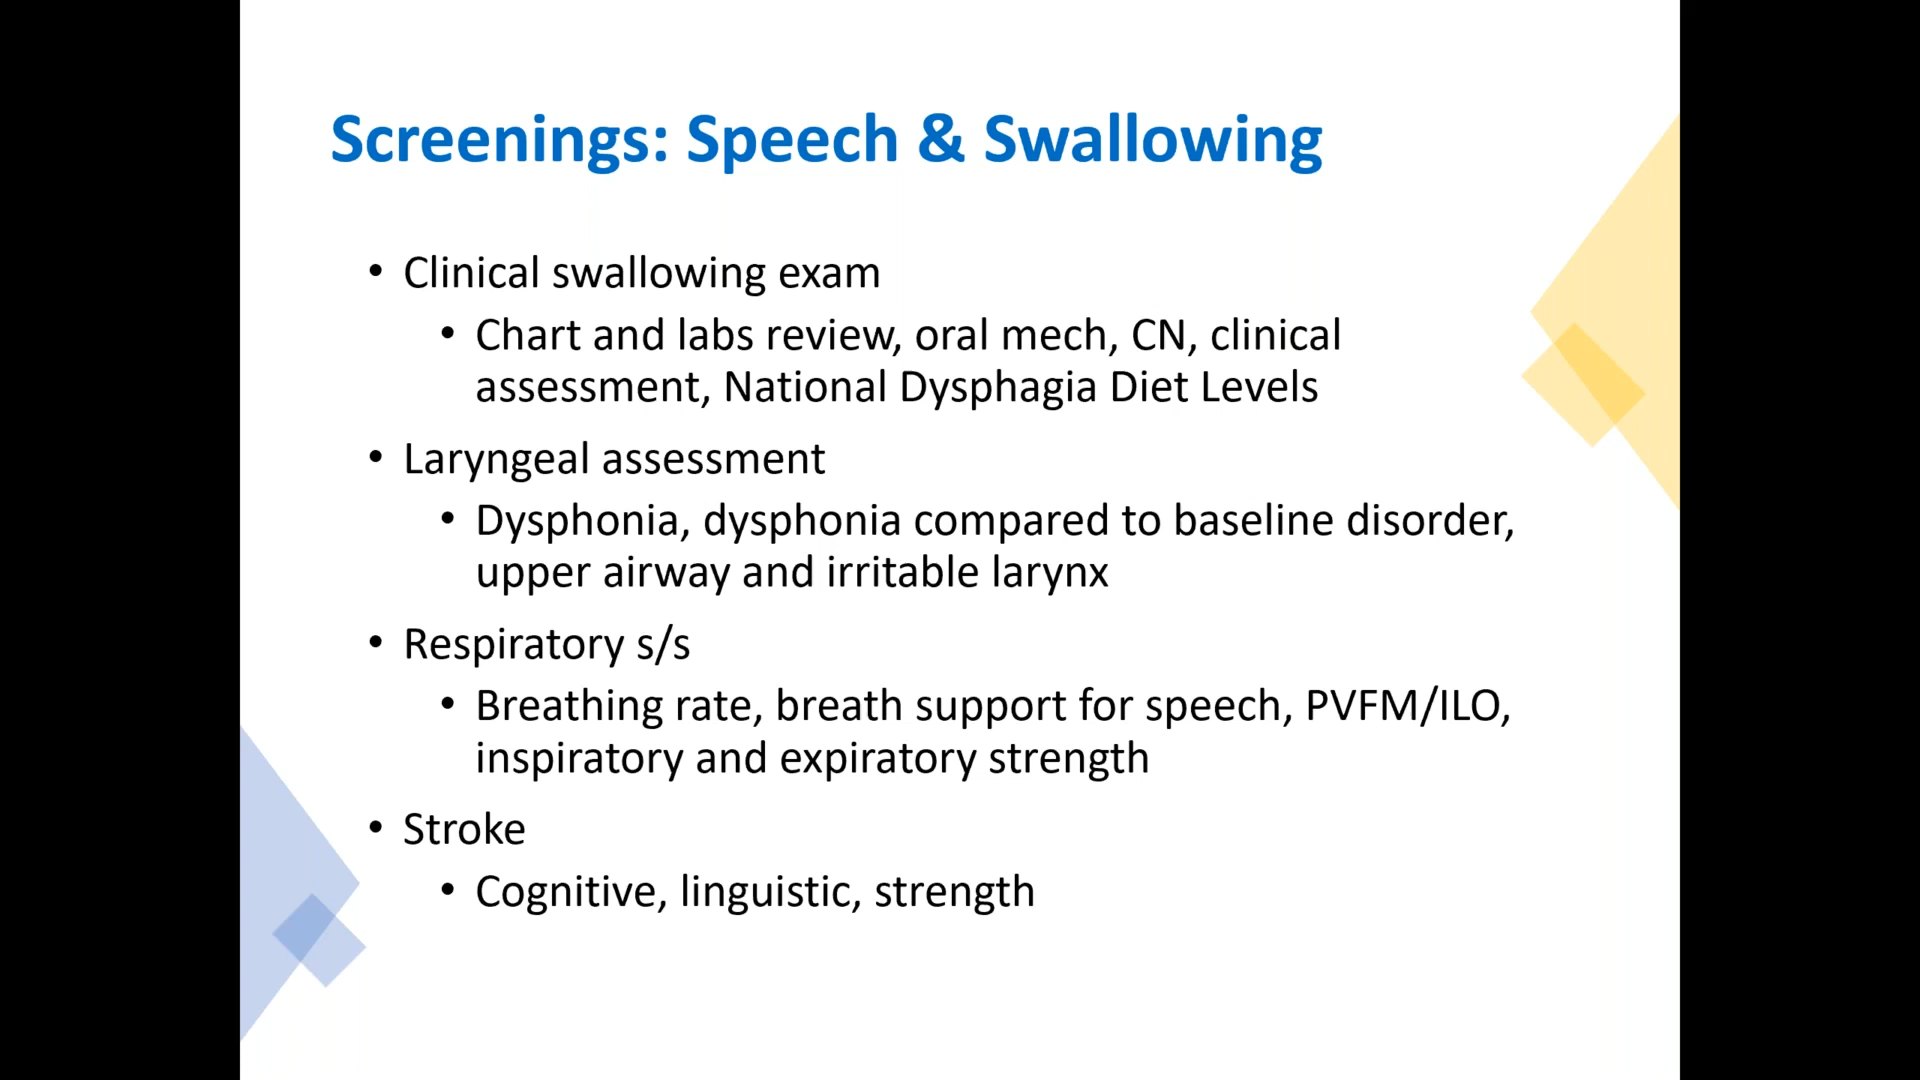 Screenings: Speech & Swallowing
• Clinical swallowing exam
• Chart and labs review, oral mech, CN, clinical
assessment, National Dysphagia Diet Levels
• Laryngeal assessment
• Dysphonia, dysphonia compared to baseline disorder,
upper airway and irritable larynx
• Respiratory s/s
• Breathing rate, breath support for speech, PVFM/ILO,
inspiratory and expiratory strength
• Stroke
• Cognitive, linguistic, strength